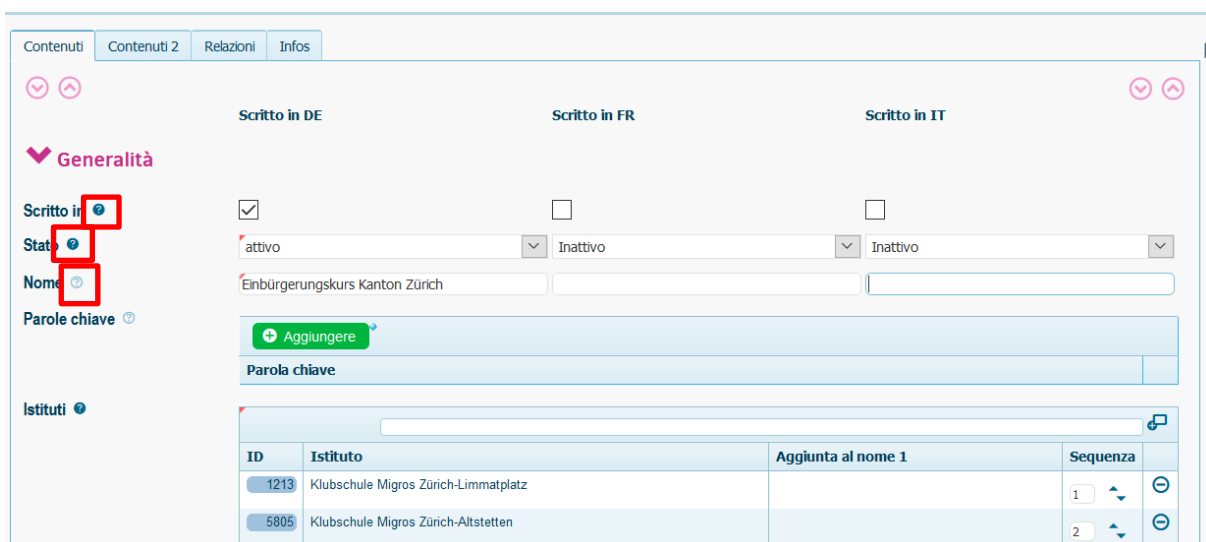 Contenuti Contenuti 2 Relazioni Infos
Scritto in DE Scritto in FR Scritto in IT
Generalità
Scritto in
Stato attivo Inattivo Inattivo
Nome Einbürgerungskurs Kanton Zürich
Parole chiave
Aggiungere
Parola chiave
Istituti
ID Istituto Aggiunta al nome 1 Sequenza
1213 Klubschule Migros Zürich-Limmatplatz 1
5805 Klubschule Migros Zürich-Altstetten 2